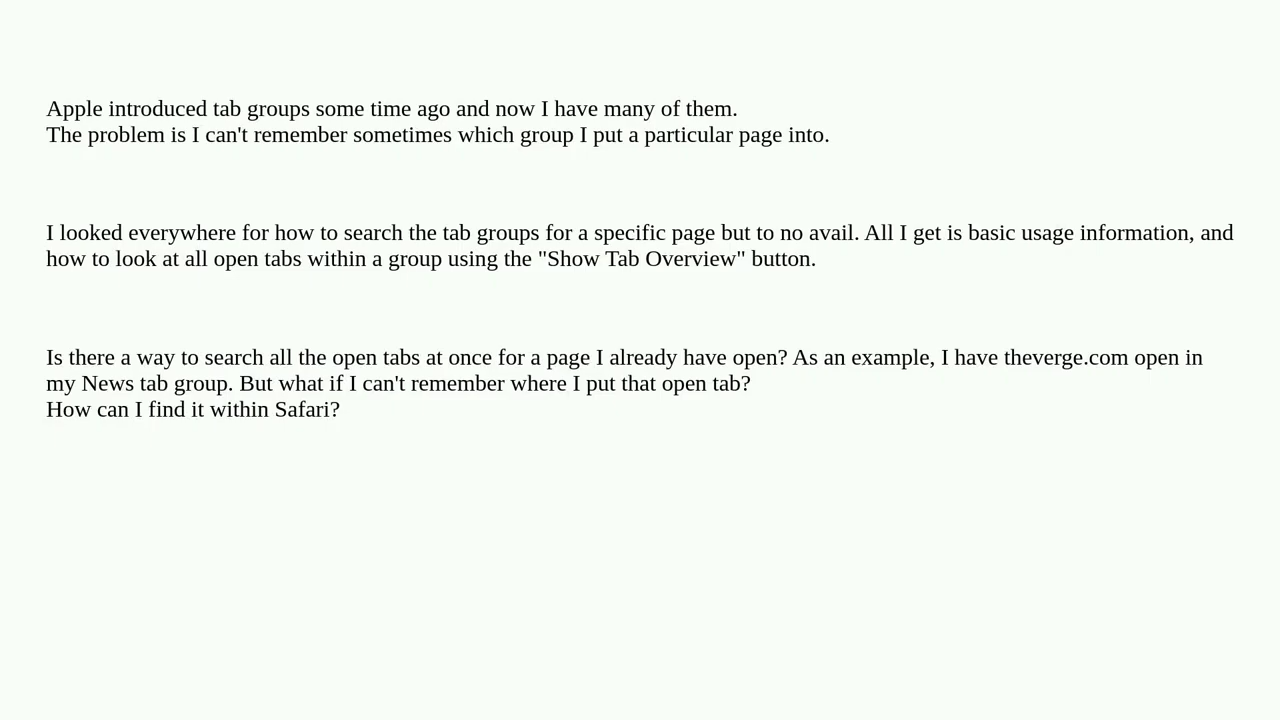 Apple introduced tab groups some time ago and now I have many of them.
The problem is I can't remember sometimes which group I put a particular page into.
I looked everywhere for how to search the tab groups for a specific page but to no avail. All I get is basic usage information, and
how to look at all open tabs within a group using the "Show Tab Overview" button.
Is there a way to search all the open tabs at once for a page I already have open? As an example, I have theverge.com open in
my News tab group. But what if I can't remember where I put that open tab?
How can I find it within Safari?